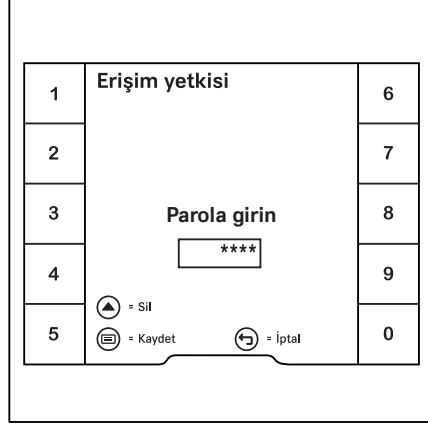 Erişim yetkisi
1
6
2
7
3
Parola girin
8
****
4
9
= Sil
5
= Kaydet
= İptal
0